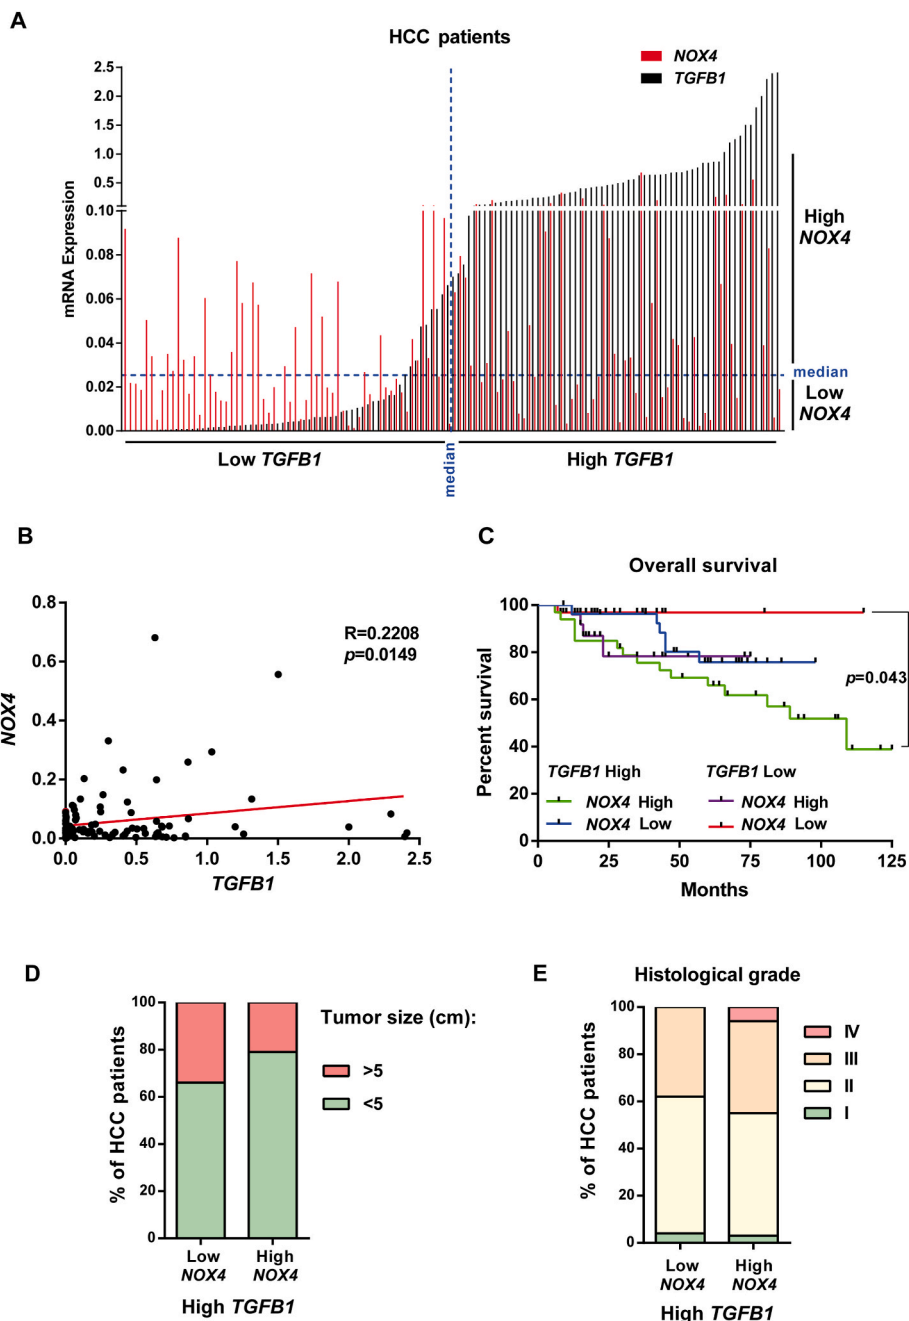 A
HCC patients
NOX4
TGFB1
mRNA Expression
2.5
2.0
1.5
1.0
0.5
0.10
0.08
0.06
0.04
0.02
0.00
High
NOX4
median
Low
NOX4
Low TGFB1
median
High TGFB1
B
NOX4
0.8
0.6
0.4
0.2
0.0
R=0.2208
p=0.0149
0.0 0.5 1.0 1.5 2.0 2.5
TGFB1
C
Overall survival
Percent survival
100
80
60
40
20
0
p=0.043
TGFB1 High TGFB1 Low
NOX4 High NOX4 High
NOX4 Low NOX4 Low
0 25 50 75 100 125
Months
D
% of HCC patients
100
80
60
40
20
0
Tumor size (cm):
>5
<5
Low High
NOX4 NOX4
High TGFB1
E
Histological grade
% of HCC patients
100
80
60
40
20
0
IV
III
II
I
Low High
NOX4 NOX4
High TGFB1